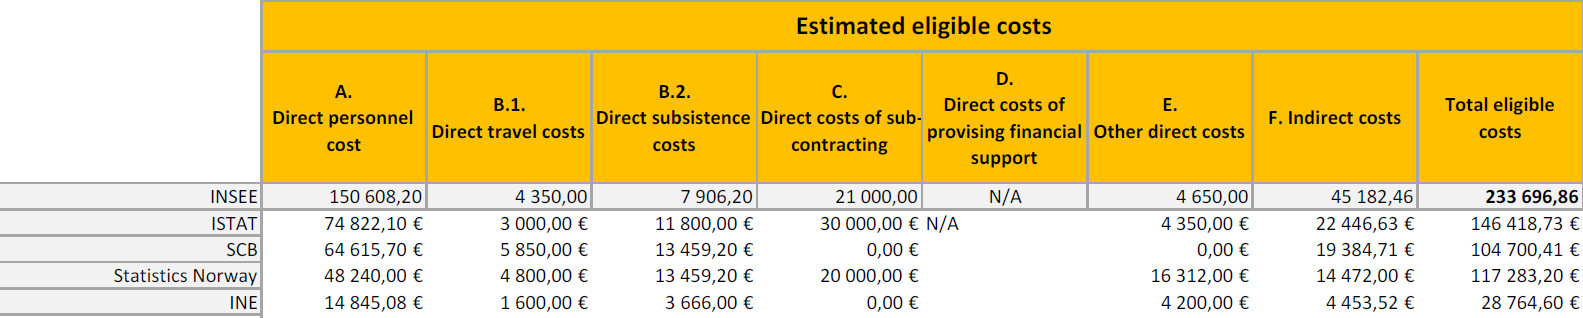 Estimated eligible costs
A.
Direct personnel
cost
B.1.
Direct travel costs
B.2.
Direct subsistence
costs
C.
Direct costs of sub-
contracting
D.
Direct costs of
provising financial
support
E.
Other direct costs
F. Indirect costs
Total eligible
costs
INSEE 150 608,20 4 350,00 7 906,20 21 000,00 N/A 4 650,00 45 182,46 233 696,86
ISTAT 74 822,10 € 3 000,00 € 11 800,00 € 30 000,00 € N/A 4 350,00 € 22 446,63 € 146 418,73 €
SCB 64 615,70 € 5 850,00 € 13 459,20 € 0,00 € 0,00 € 19 384,71 € 104 700,41 €
Statistics Norway 48 240,00 € 4 800,00 € 13 459,20 € 20 000,00 € 16 312,00 € 14 472,00 € 117 283,20 €
INE 14 845,08 € 1 600,00 € 3 666,00 € 0,00 € 4 200,00 € 4 453,52 € 28 764,60 €